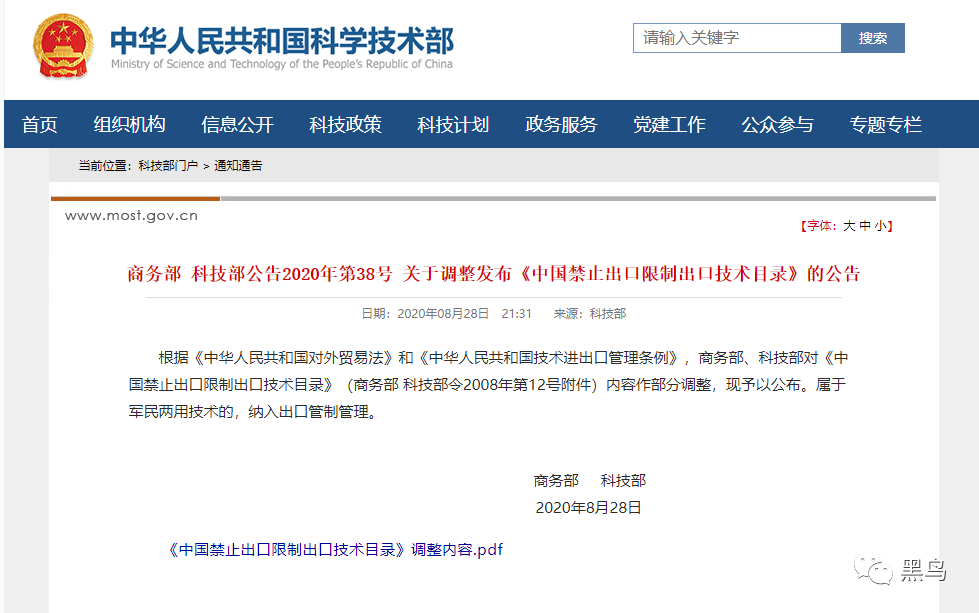 中华人民共和国科学技术部
Ministry of Science and Technology of the People's Republic of China
请输入关键字 搜索
首页 组织机构 信息公开 科技政策 科技计划 政务服务 党建工作 公众参与 专题专栏
当前位置：科技部门户 > 通知通告
www.most.gov.cn
【字体：大 中 小】
商务部 科技部公告2020年第38号 关于调整发布《中国禁止出口限制出口技术目录》的公告
日期：2020年08月28日 21:31 来源：科技部
根据《中华人民共和国对外贸易法》和《中华人民共和国技术进出口管理条例》，商务部、科技部对《中
国禁止出口限制出口技术目录》（商务部 科技部令2008年第12号附件）内容作部分调整，现予以公布。属于
军民两用技术的，纳入出口管制管理。
商务部 科技部
2020年8月28日
《中国禁止出口限制出口技术目录》调整内容.pdf
黑鸟